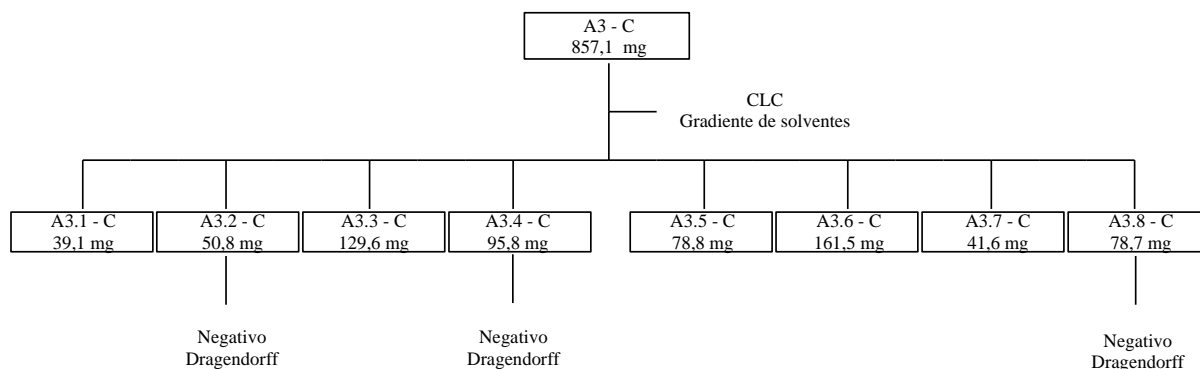 A3 - C
857,1 mg
CLC
Gradiente de solventes
A3.1 - C
39,1 mg
A3.2 - C
50,8 mg
A3.3 - C
129,6 mg
A3.4 - C
95,8 mg
A3.5 - C
78,8 mg
A3.6 - C
161,5 mg
A3.7 - C
41,6 mg
A3.8 - C
78,7 mg
Negativo
Dragendorff
Negativo
Dragendorff
Negativo
Dragendorff